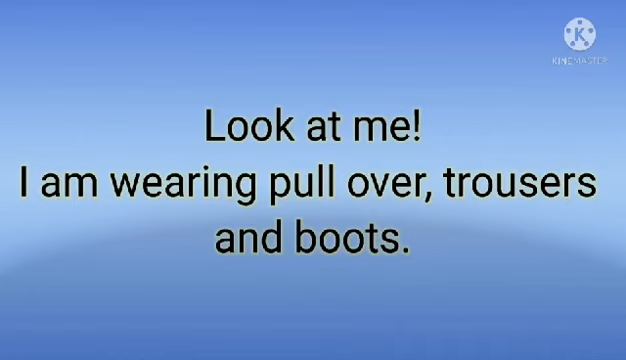 KINEMASTER
Look at me!
I am wearing pull over, trousers
and boots.